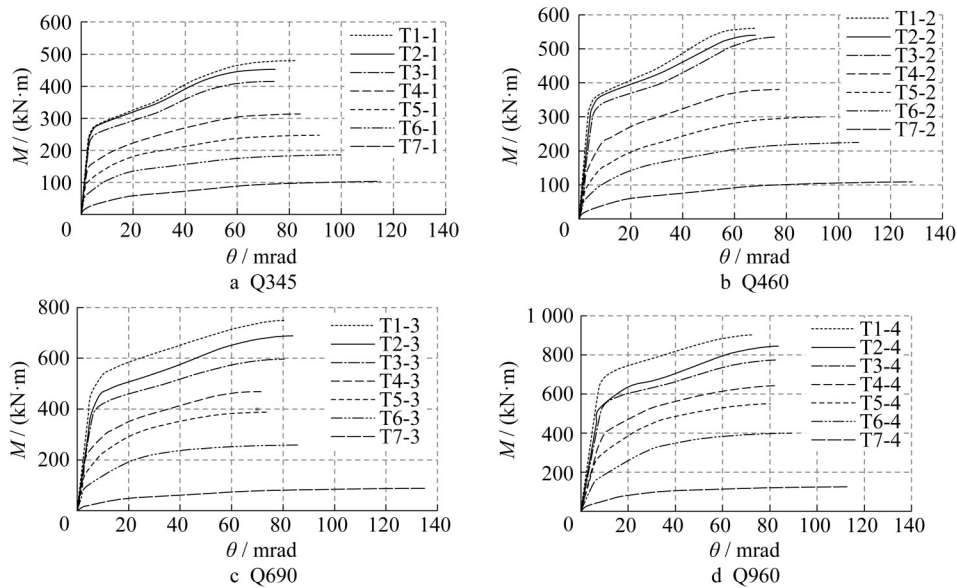 600
500
400
300
200
100
0
20
40
60
80
100
120
140
M / (kN·m)
θ / mrad
T1-1
T2-1
T3-1
T4-1
T5-1
T6-1
T7-1
a Q345
600
500
400
300
200
100
0
20
40
60
80
100
120
140
M / (kN·m)
θ / mrad
T1-2
T2-2
T3-2
T4-2
T5-2
T6-2
T7-2
b Q460
800
600
400
200
0
20
40
60
80
100
120
140
M / (kN·m)
θ / mrad
T1-3
T2-3
T3-3
T4-3
T5-3
T6-3
T7-3
c Q690
1 000
800
600
400
200
0
20
40
60
80
100
120
140
M / (kN·m)
θ / mrad
T1-4
T2-4
T3-4
T4-4
T5-4
T6-4
T7-4
d Q960